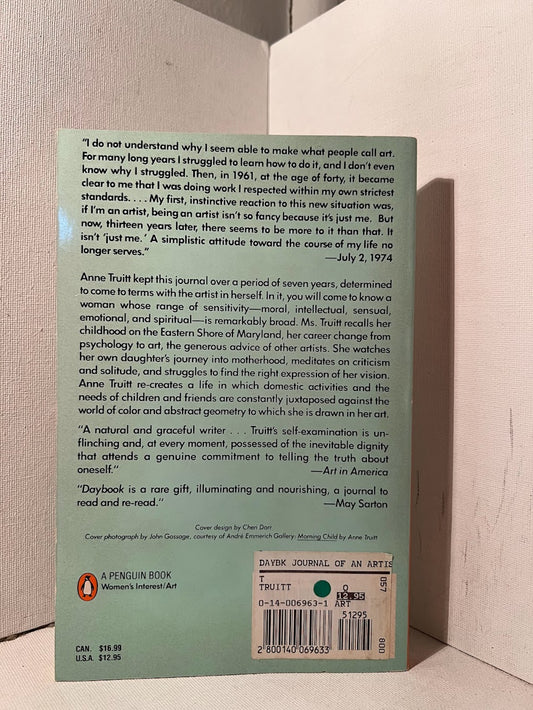 "I do not understand why I seem able to make what people call art.
For many long years I struggled to learn how to do it, and I don't even
know why I struggled. Then, in 1961, at the age of forty, it became
clear to me that I was doing work I respected within my own strictest
standards. . . . My first, instinctive reaction to this new situation was,
if I'm an artist, being an artist isn't so fancy because it's just me. But
now, thirteen years later, there seems to be more to it than that. It
isn't 'just me.' A simplistic attitude toward the course of my life no
longer serves."
—July 2, 1974
Anne Truitt kept this journal over a period of seven years, determined
to come to terms with the artist in herself. In it, you will come to know a
woman whose range of sensitivity—moral, intellectual, sensual,
emotional, and spiritual—is remarkably broad. Ms. Truitt recalls her
childhood on the Eastern Shore of Maryland, her career change from
psychology to art, the generous advice of other artists. She watches
her own daughter's journey into motherhood, meditates on criticism
and solitude, and struggles to find the right expression of her vision.
Anne Truitt re-creates a life in which domestic activities and the
needs of children and friends are constantly juxtaposed against the
world of color and abstract geometry to which she is drawn in her art.
"A natural and graceful writer . . . Truitt's self-examination is un-
flinching and, at every moment, possessed of the inevitable dignity
that attends a genuine commitment to telling the truth about
oneself."
—Art in America
"Daybook is a rare gift, illuminating and nourishing, a journal to
read and re-read."
—May Sarton
Cover design by Chen Dorr
Cover photograph by John Gossage, courtesy of André Emmerich Gallery: Morning Child by Anne Truitt
A PENGUIN BOOK
Women's Interest/Art
CAN. $16.99
U.S.A. $12.95
DAYBK JOURNAL OF AN ARTIS
T
TRUITT Q
12.95
0-14-006963-1 ART
51295
2 800140 069633
057
800